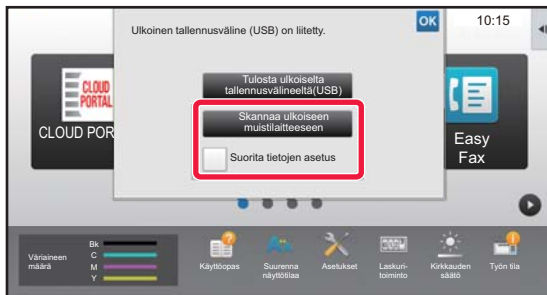 Ulkoinen tallennusväline (USB) on liitetty.
OK
10:15
Tulosta ulkoiselta
tallennusvälineeltä(USB)
Skannaa ulkoiseen
muistilaitteeseen
Suorita tietojen asetus
CLOUD
PORTAL
CLOUD POR
Easy
Fax
Väriaineen
määrä
Bk
C
M
Y
Käyttöopas
Suurenna
näyttötilaa
Asetukset
Laskuri-
toiminto
Kirkkauden
säätö
Työn tila